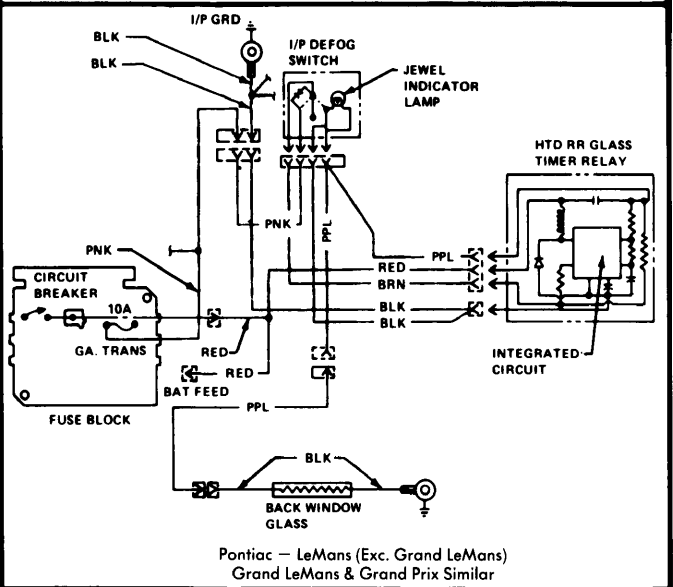 I/P GRD
BLK
BLK
I/P DEFOG
SWITCH
JEWEL
INDICATOR
LAMP
HTD RR GLASS
TIMER RELAY
PNK
PPL
PNK
PPL
RED
BRN
BLK
BLK
CIRCUIT
BREAKER
10A
GA. TRANS
RED
RED
BAT FEED
FUSE BLOCK
INTEGRATED
CIRCUIT
PPL
BLK
BACK WINDOW
GLASS
Pontiac — LeMans (Exc. Grand LeMans)
Grand LeMans & Grand Prix Similar